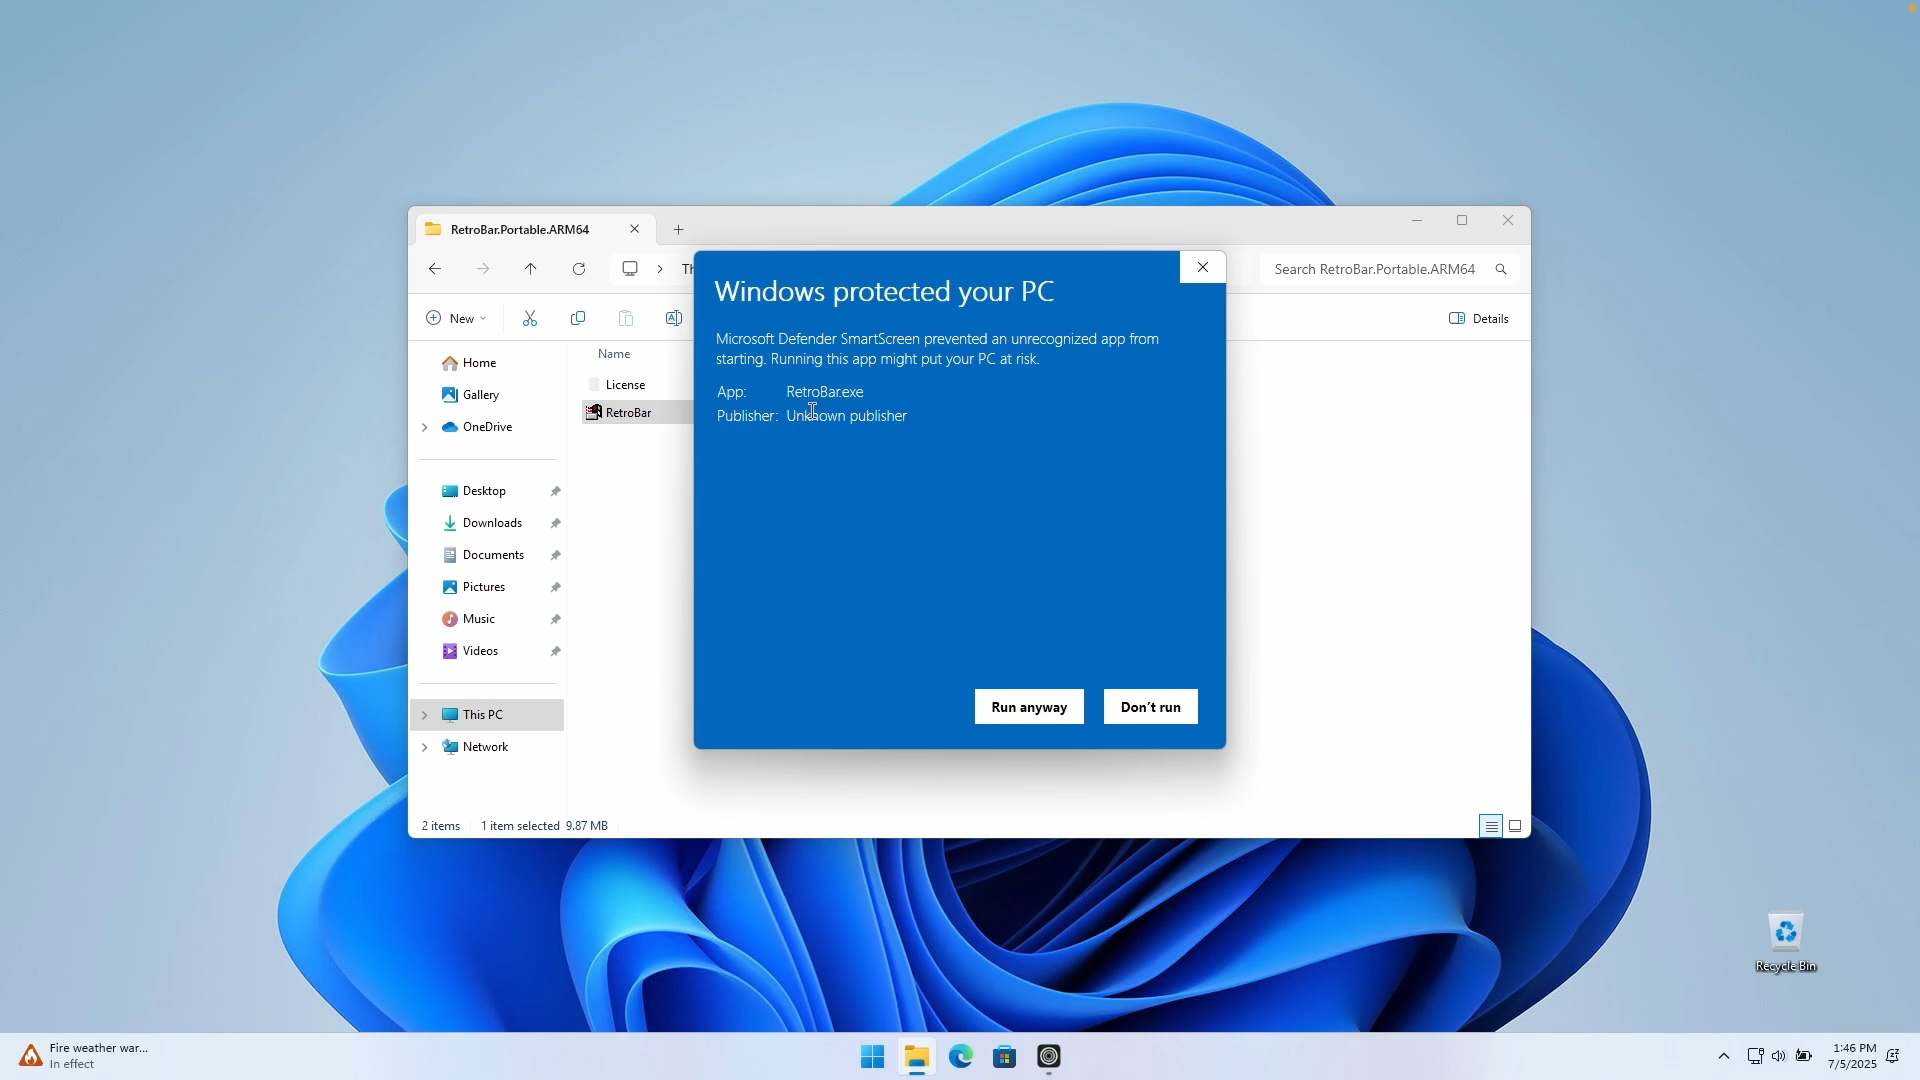 RetroBar.Portable.ARM64
Th
Search RetroBar.Portable.ARM64
New
Details
Home
Gallery
OneDrive
Desktop
Downloads
Documents
Pictures
Music
Videos
This PC
Network
Name
License
RetroBar
2 items
1 item selected 9.87 MB
Windows protected your PC
Microsoft Defender SmartScreen prevented an unrecognized app from
starting. Running this app might put your PC at risk.
App: RetroBar.exe
Publisher: Unknown publisher
Run anyway
Don't run
Recycle Bin
Fire weather war...
In effect
1:46 PM
7/5/2025